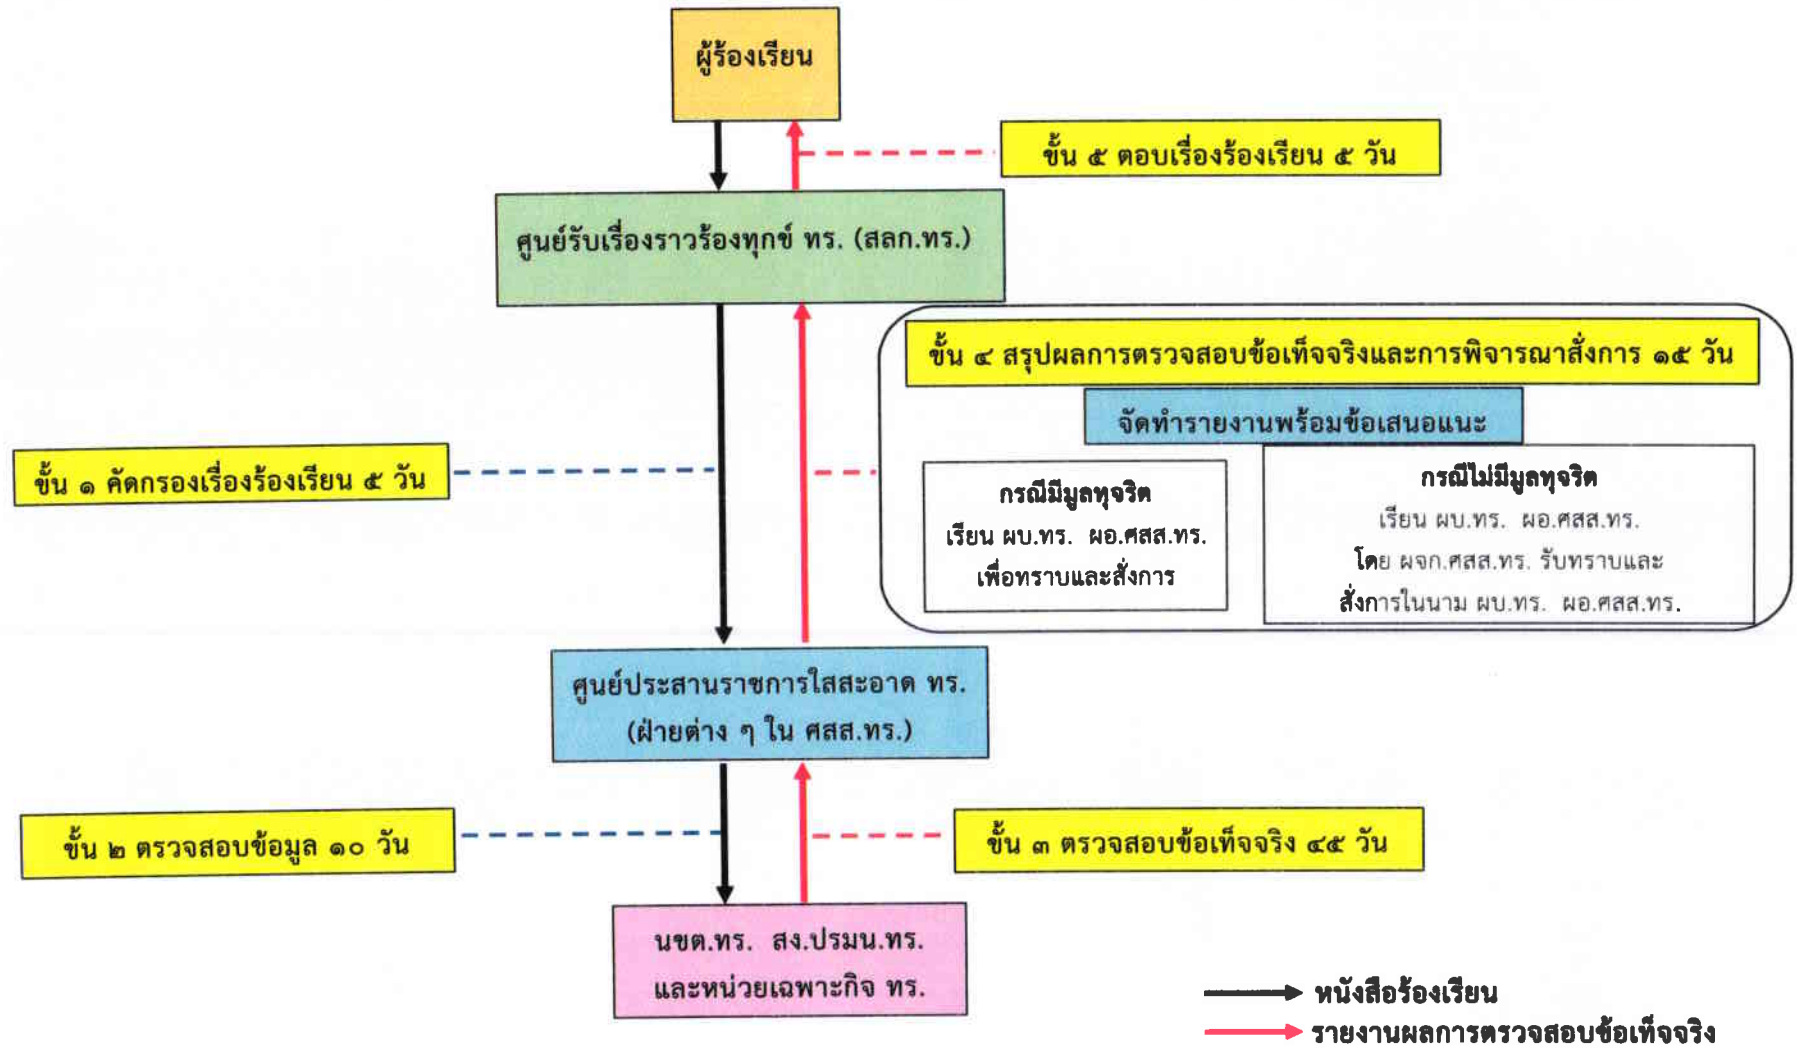 ผู้ร้องเรียน
ขั้น ๕ ตอบเรื่องร้องเรียน ๕ วัน
ศูนย์รับเรื่องราวร้องทุกข์ ทร. (สลก.ทร.)
ขั้น ๔ สรุปผลการตรวจสอบข้อเท็จจริงและการพิจารณาสั่งการ ๑๕ วัน
จัดทำรายงานพร้อมข้อเสนอแนะ
ขั้น ๑ คัดกรองเรื่องร้องเรียน ๕ วัน
กรณีมีมูลทุจริต
เรียน ผบ.ทร. ผอ.ศสส.ทร.
เพื่อทราบและสั่งการ
กรณีไม่มีมูลทุจริต
เรียน ผบ.ทร. ผอ.ศสส.ทร.
โดย ผจก.ศสส.ทร. รับทราบและ
สั่งการในนาม ผบ.ทร. ผอ.ศสส.ทร.
ศูนย์ประสานราชการใสสะอาด ทร.
(ฝ่ายต่าง ๆ ใน ศสส.ทร.)
ขั้น ๒ ตรวจสอบข้อมูล ๑๐ วัน
ขั้น ๓ ตรวจสอบข้อเท็จจริง ๔๕ วัน
นขต.ทร. สง.ปรมน.ทร.
และหน่วยเฉพาะกิจ ทร.
หนังสือร้องเรียน
รายงานผลการตรวจสอบข้อเท็จจริง